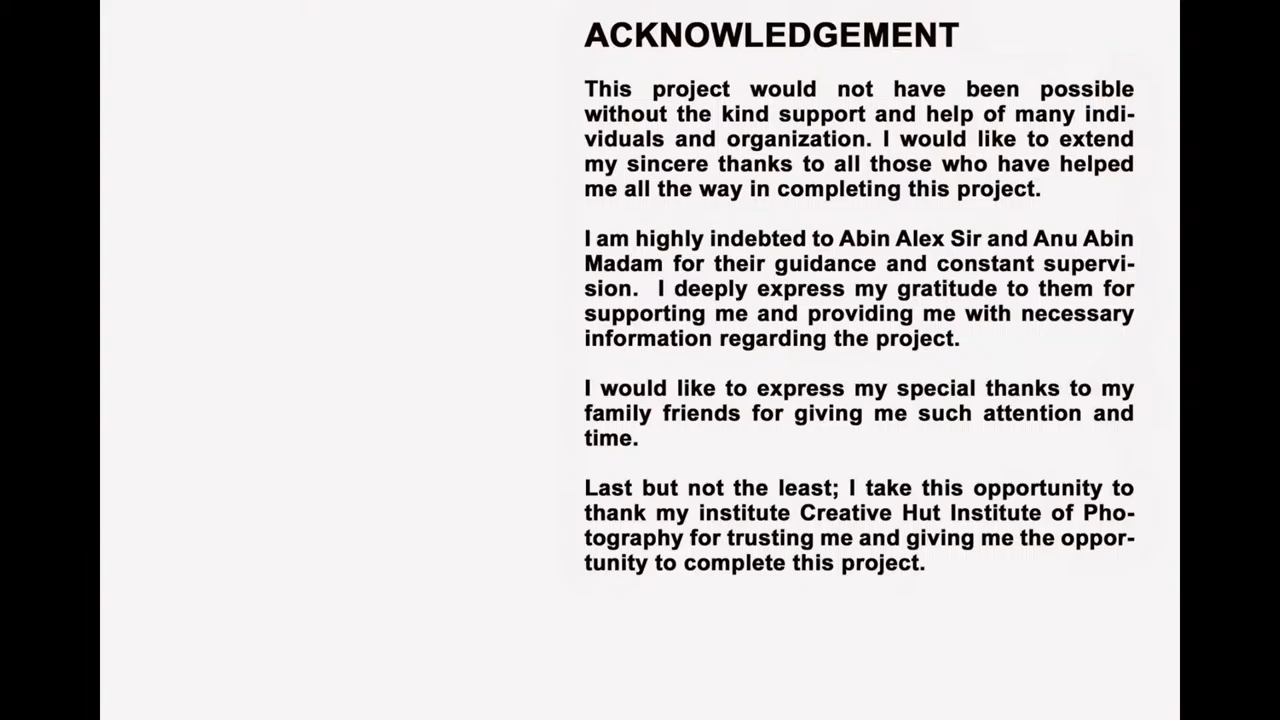 ACKNOWLEDGEMENT
This project would not have been possible
without the kind support and help of many indi-
viduals and organization. I would like to extend
my sincere thanks to all those who have helped
me all the way in completing this project.
I am highly indebted to Abin Alex Sir and Anu Abin
Madam for their guidance and constant supervi-
sion.  I deeply express my gratitude to them for
supporting me and providing me with necessary
information regarding the project.
I would like to express my special thanks to my
family friends for giving me such attention and
time.
Last but not the least; I take this opportunity to
thank my institute Creative Hut Institute of Pho-
tography for trusting me and giving me the oppor-
tunity to complete this project.